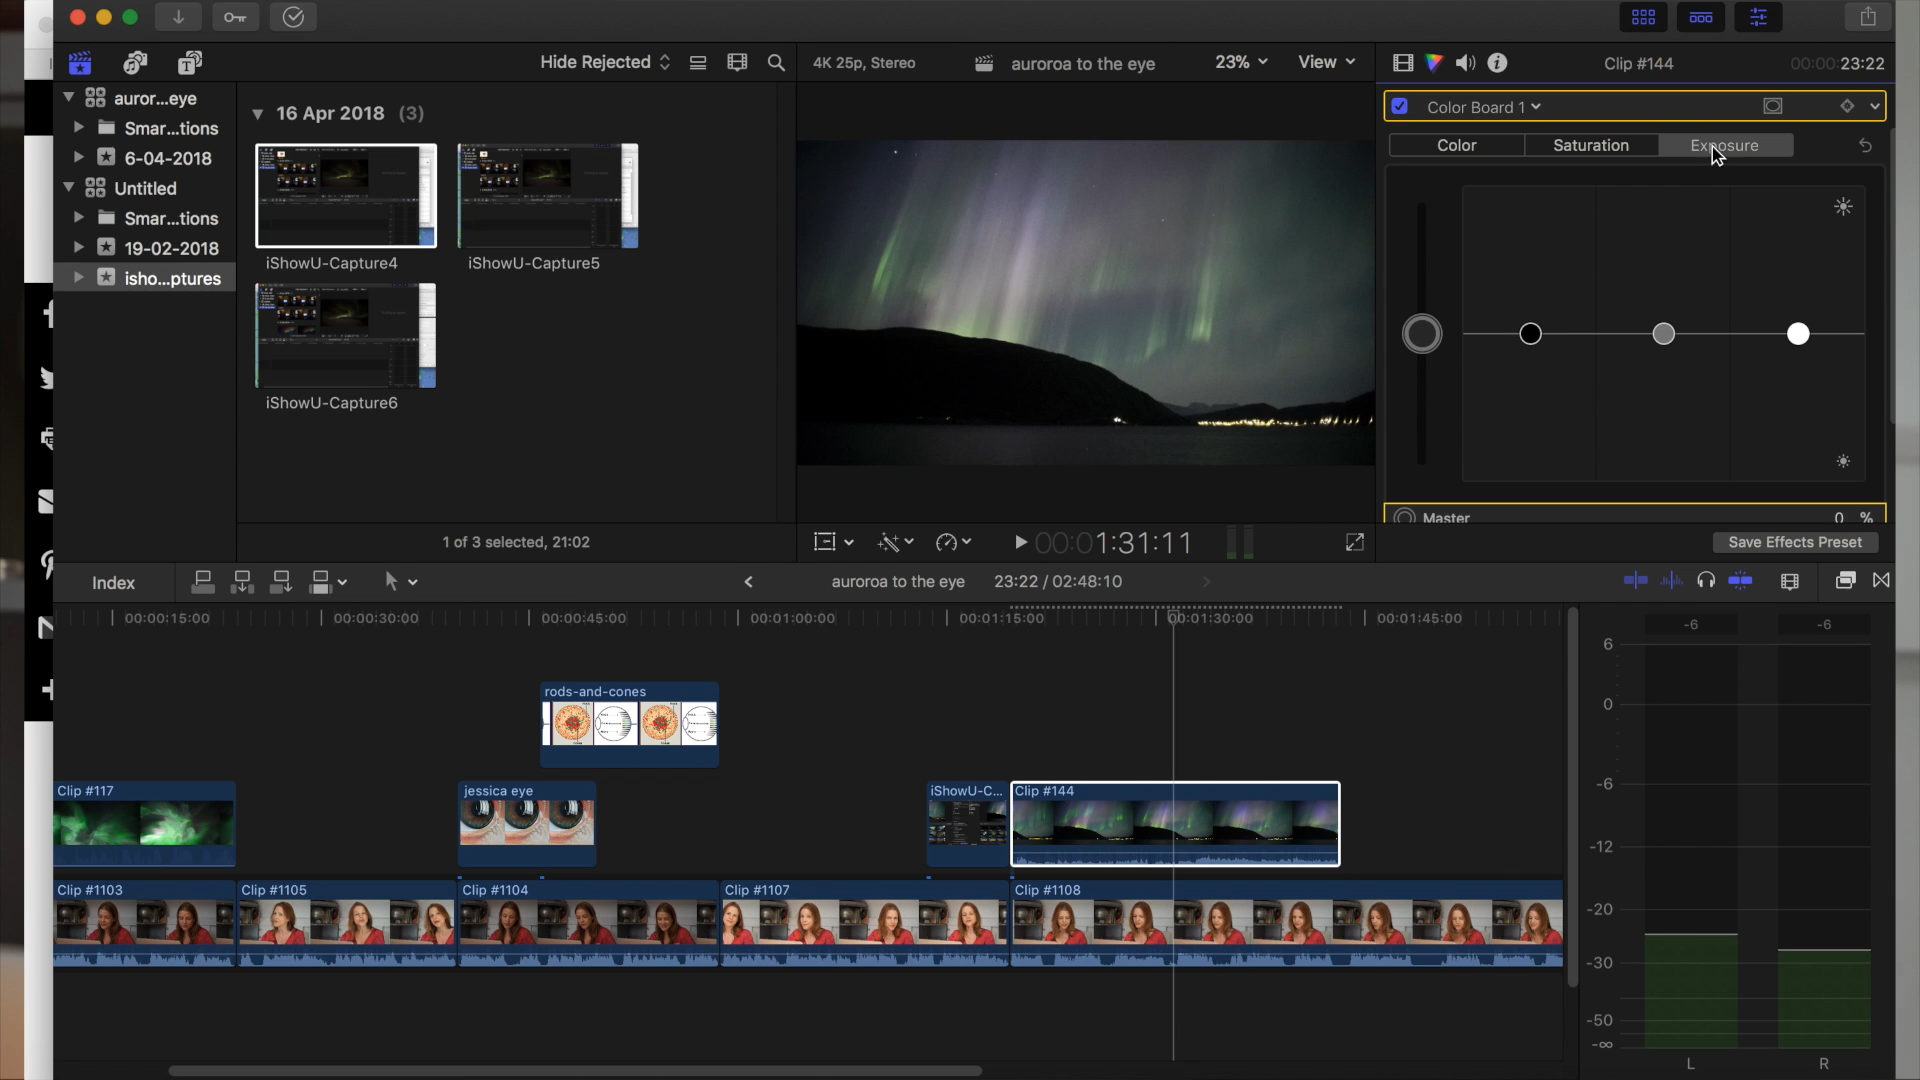 Hide Rejected
4K 25p, Stereo
auroroa to the eye
23%
View
Clip #144
00:00:23:22
auror...eye
Smar...tions
6-04-2018
Untitled
Smar...tions
19-02-2018
isho...ptures
16 Apr 2018 (3)
iShowU-Capture4
iShowU-Capture5
iShowU-Capture6
1 of 3 selected, 21:02
Color Board 1
Color
Saturation
Exposure
Master
0 %
00:01:31:11
Save Effects Preset
Index
auroroa to the eye
23:22 / 02:48:10
00:00:15:00
00:00:30:00
00:00:45:00
00:01:00:00
00:01:15:00
00:01:30:00
00:01:45:00
rods-and-cones
Clip #117
jessica eye
iShowU-C...
Clip #144
Clip #1103
Clip #1105
Clip #1104
Clip #1107
Clip #1108
-6
-6
6
0
-6
-12
-20
-30
-50
-∞
L
R